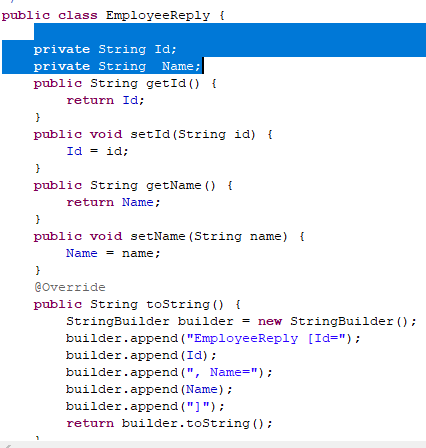 public class EmployeeReply {
private String Id;
private String  Name;
public String getId() {
return Id;
}
public void setId(String id) {
Id = id;
}
public String getName() {
return Name;
}
public void setName(String name) {
Name = name;
}
@Override
public String toString() {
StringBuilder builder = new StringBuilder();
builder.append("EmployeeReply [Id=");
builder.append(Id);
builder.append(", Name=");
builder.append(Name);
builder.append("]");
return builder.toString();
}